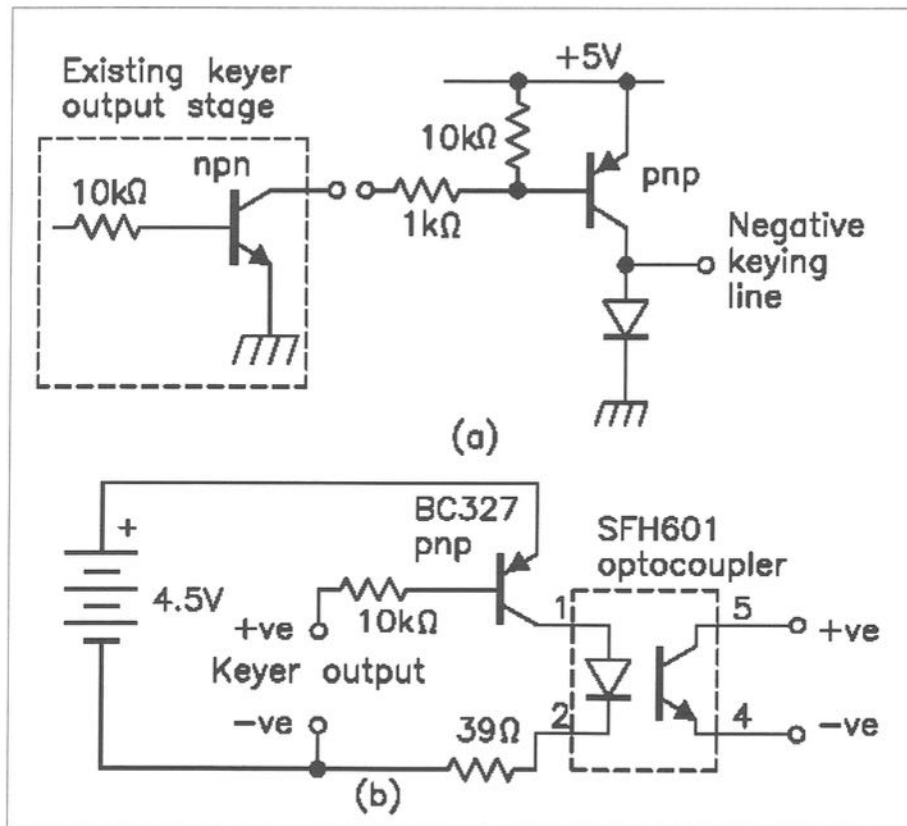 Existing keyer
output stage
npn
10kΩ
+5V
10kΩ
pnp
1kΩ
Negative
keying
line
(a)
BC327
pnp
SFH601
optocoupler
+
4.5V
+ve
10kΩ
1
5
+ve
Keyer output
-ve
39Ω
2
4
-ve
(b)